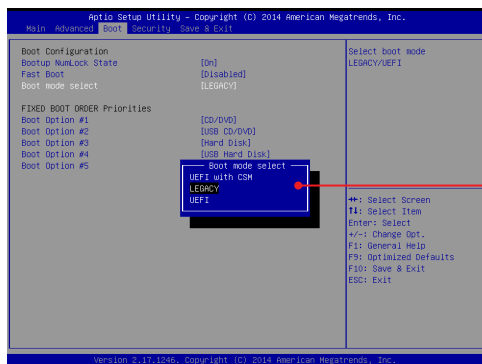 Aptio Setup Utility – Copyright (C) 2014 American Megatrends, Inc.
Main Advanced Boot Security Save & Exit
Boot Configuration
Bootup NumLock State [On]
Fast Boot [Disabled]
Boot mode select [LEGACY]
FIXED BOOT ORDER Priorities
Boot Option #1 [CD/DVD]
Boot Option #2 [USB CD/DVD]
Boot Option #3 [Hard Disk]
Boot Option #4 [USB Hard Disk]
Boot Option #5
Boot mode select
UEFI with CSM
LEGACY
UEFI
Select boot mode
LEGACY/UEFI
→←: Select Screen
↑↓: Select Item
Enter: Select
+/-: Change Opt.
F1: General Help
F9: Optimized Defaults
F10: Save & Exit
ESC: Exit
Version 2.17.1246. Copyright (C) 2014 American Megatrends, Inc.